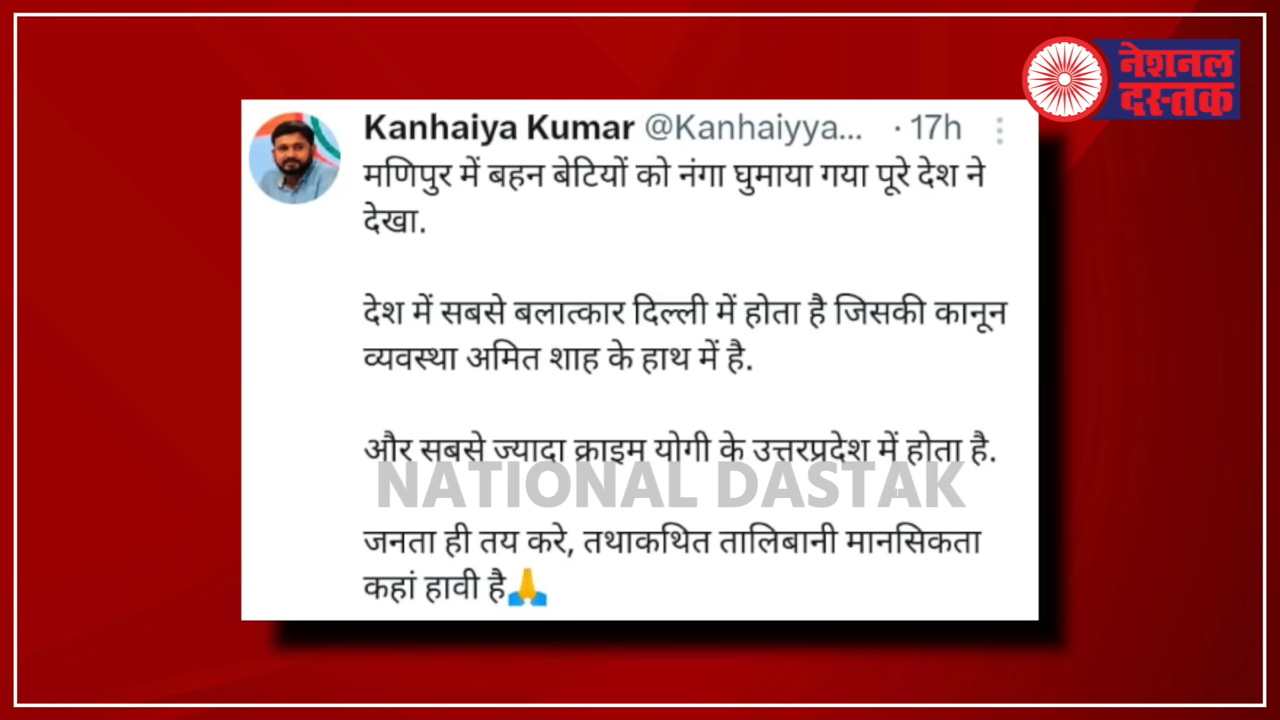 नेशनल
दस्तक
Kanhaiya Kumar @Kanhaiyya... · 17h
मणिपुर में बहन बेटियों को नंगा घुमाया गया पूरे देश ने
देखा.
देश में सबसे बलात्कार दिल्ली में होता है जिसकी कानून
व्यवस्था अमित शाह के हाथ में है.
और सबसे ज्यादा क्राइम योगी के उत्तरप्रदेश में होता है.
NATIONAL DASTAK
जनता ही तय करे, तथाकथित तालिबानी मानसिकता
कहां हावी है🙏